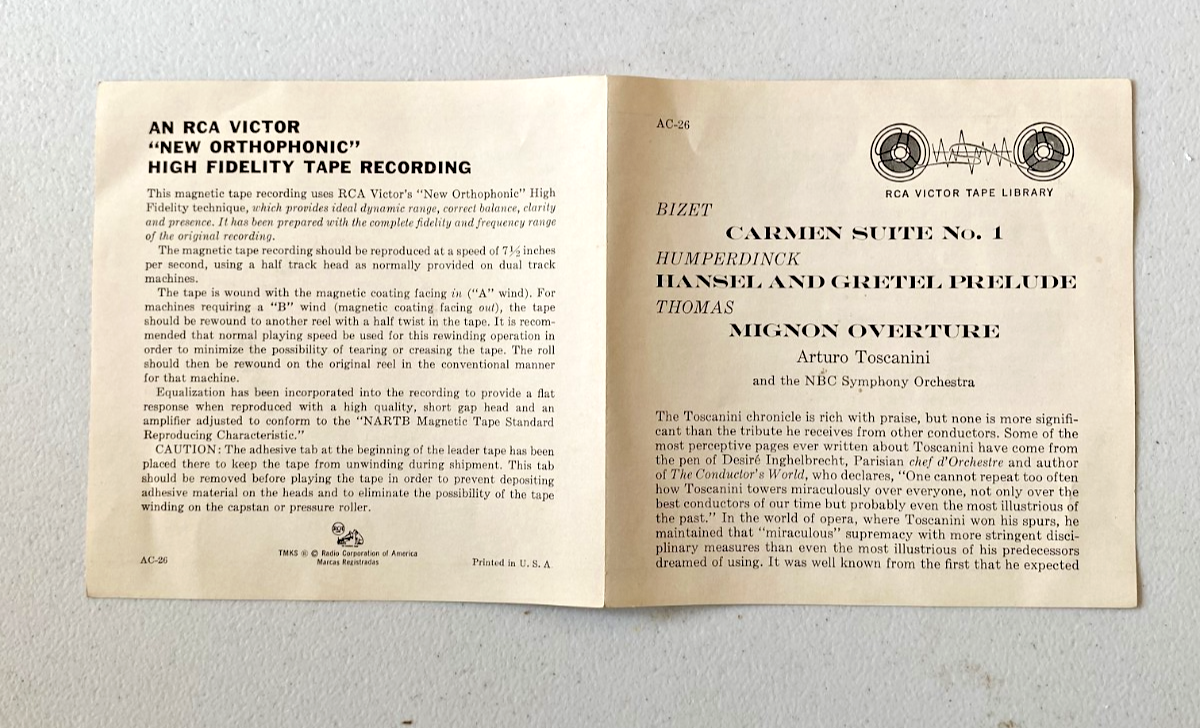 AN RCA VICTOR
“NEW ORTHOPHONIC”
HIGH FIDELITY TAPE RECORDING
This magnetic tape recording uses RCA Victor's “New Orthophonic” High
Fidelity technique, which provides ideal dynamic range, correct balance, clarity
and presence. It has been prepared with the complete fidelity and frequency range
of the original recording.
The magnetic tape recording should be reproduced at a speed of 7½ inches
per second, using a half track head as normally provided on dual track
machines.
The tape is wound with the magnetic coating facing in (“A” wind). For
machines requiring a “B” wind (magnetic coating facing out), the tape
should be rewound to another reel with a half twist in the tape. It is recom-
mended that normal playing speed be used for this rewinding operation in
order to minimize the possibility of tearing or creasing the tape. The roll
should then be rewound on the original reel in the conventional manner
for that machine.
Equalization has been incorporated into the recording to provide a flat
response when reproduced with a high quality, short gap head and an
amplifier adjusted to conform to the “NARTB Magnetic Tape Standard
Reproducing Characteristic.”
CAUTION: The adhesive tab at the beginning of the leader tape has been
placed there to keep the tape from unwinding during shipment. This tab
should be removed before playing the tape in order to prevent depositing
adhesive material on the heads and to eliminate the possibility of the tape
winding on the capstan or pressure roller.
RCA
AC-26
TMKS ® © Radio Corporation of America
Marcas Registradas
Printed in U. S. A
AC-26
RCA VICTOR TAPE LIBRARY
BIZET
CARMEN SUITE No. 1
HUMPERDINCK
HANSEL AND GRETEL PRELUDE
THOMAS
MIGNON OVERTURE
Arturo Toscanini
and the NBC Symphony Orchestra
The Toscanini chronicle is rich with praise, but none is more signifi-
cant than the tribute he receives from other conductors. Some of the
most perceptive pages ever written about Toscanini have come from
the pen of Desiré Inghelbrecht, Parisian chef d'Orchestre and author
of The Conductor's World, who declares, “One cannot repeat too often
how Toscanini towers miraculously over everyone, not only over the
best conductors of our time but probably even the most illustrious of
the past.” In the world of opera, where Toscanini won his spurs, he
maintained that “miraculous” supremacy with more stringent disci-
plinary measures than even the most illustrious of his predecessors
dreamed of using. It was well known from the first that he expected